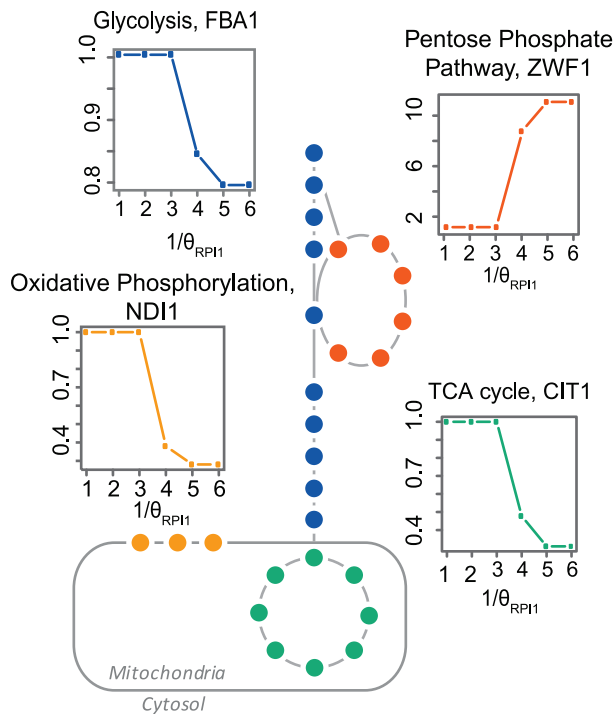 Glycolysis, FBA1
1.0
0.9
0.8
1 2 3 4 5 6
1/θRPI1
Pentose Phosphate
Pathway, ZWF1
10
6
2
1 2 3 4 5 6
1/θRPI1
Oxidative Phosphorylation,
NDI1
1.0
0.7
0.4
1 2 3 4 5 6
1/θRPI1
TCA cycle, CIT1
1.0
0.7
0.4
1 2 3 4 5 6
1/θRPI1
Mitochondria
Cytosol